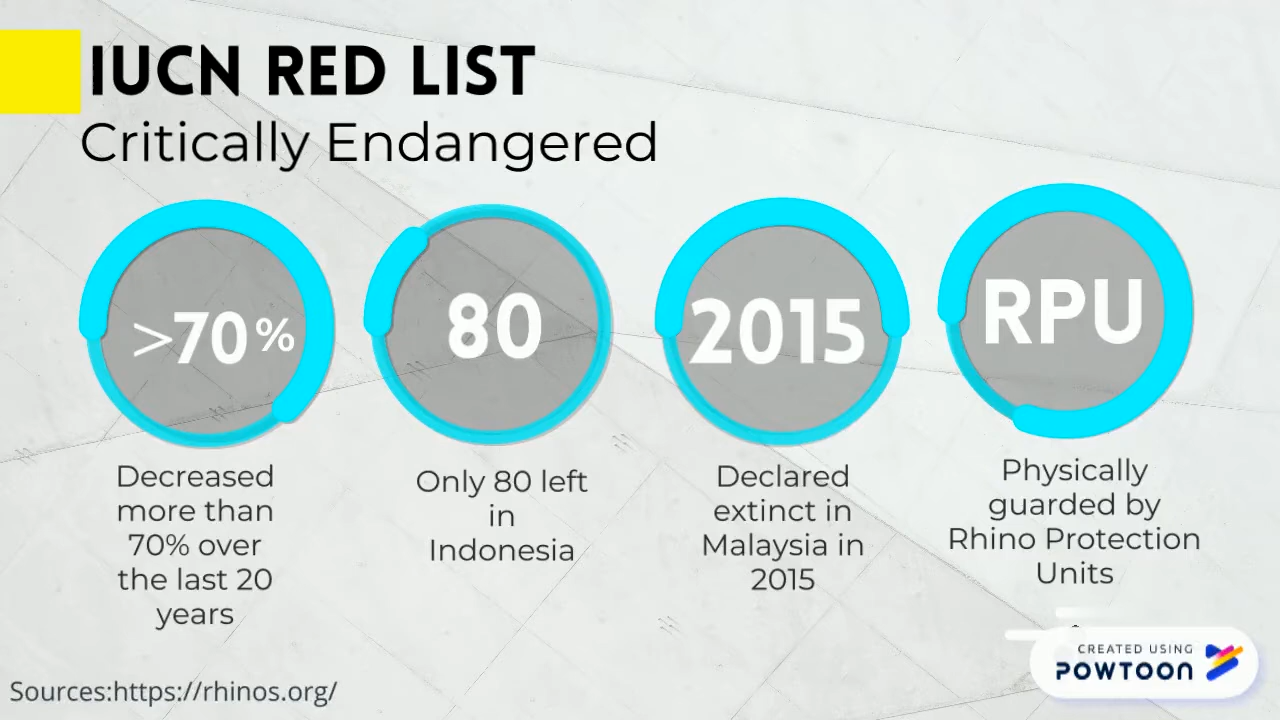 IUCN RED LIST
Critically Endangered
>70%
Decreased
more than
70% over
the last 20
years
80
Only 80 left
in
Indonesia
2015
Declared
extinct in
Malaysia in
2015
RPU
Physically
guarded by
Rhino Protection
Units
Sources:https://rhinos.org/
CREATED USING
POWTOON